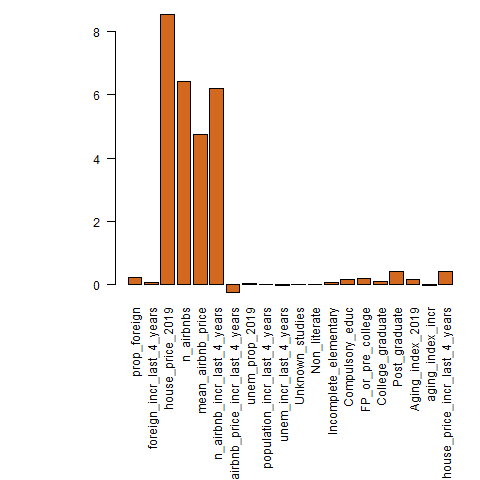 8
6
4
2
0
prop_foreign
foreign_incr_last_4_years
house_price_2019
n_airbnbs
mean_airbnb_price
n_airbnb_incr_last_4_years
airbnb_price_incr_last_4_years
unem_prop_2019
population_incr_last_4_years
unem_incr_last_4_years
Unknown_studies
Non_literate
Incomplete_elementary
Compulsory_educ
FP_or_pre_college
College_graduate
Post_graduate
Aging_index_2019
aging_index_incr
house_price_incr_last_4_years